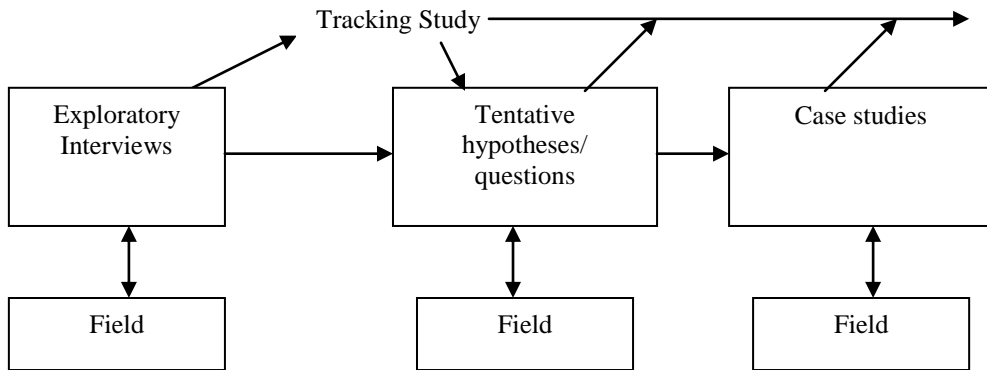 Tracking Study
Exploratory
Interviews
Tentative
hypotheses/
questions
Case studies
Field
Field
Field